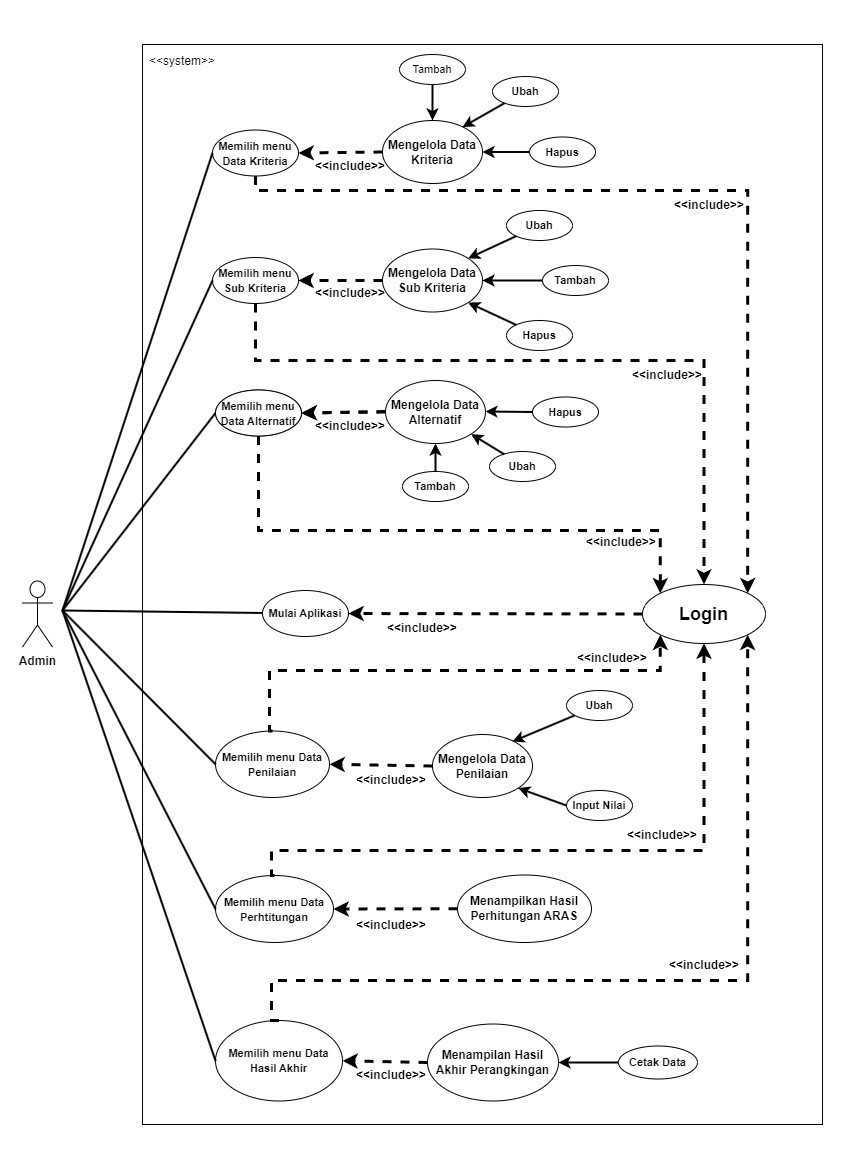 <<system>>
Tambah
Ubah
Mengelola Data
Kriteria
Hapus
Memilih menu
Data Kriteria
<<include>>
<<include>>
Ubah
Memilih menu
Sub Kriteria
Mengelola Data
Sub Kriteria
Tambah
<<include>>
Hapus
<<include>>
Memilih menu
Data Alternatif
Mengelola Data
Alternatif
Hapus
<<include>>
Ubah
Tambah
<<include>>
Admin
Mulai Aplikasi
<<include>>
Login
<<include>>
Ubah
Memilih menu Data
Penilaian
Mengelola Data
Penilaian
<<include>>
Input Nilai
<<include>>
Memilih menu Data
Perhtitungan
Menampilkan Hasil
Perhitungan ARAS
<<include>>
<<include>>
Memilih menu Data
Hasil Akhir
Menampilan Hasil
Akhir Perangkingan
Cetak Data
<<include>>